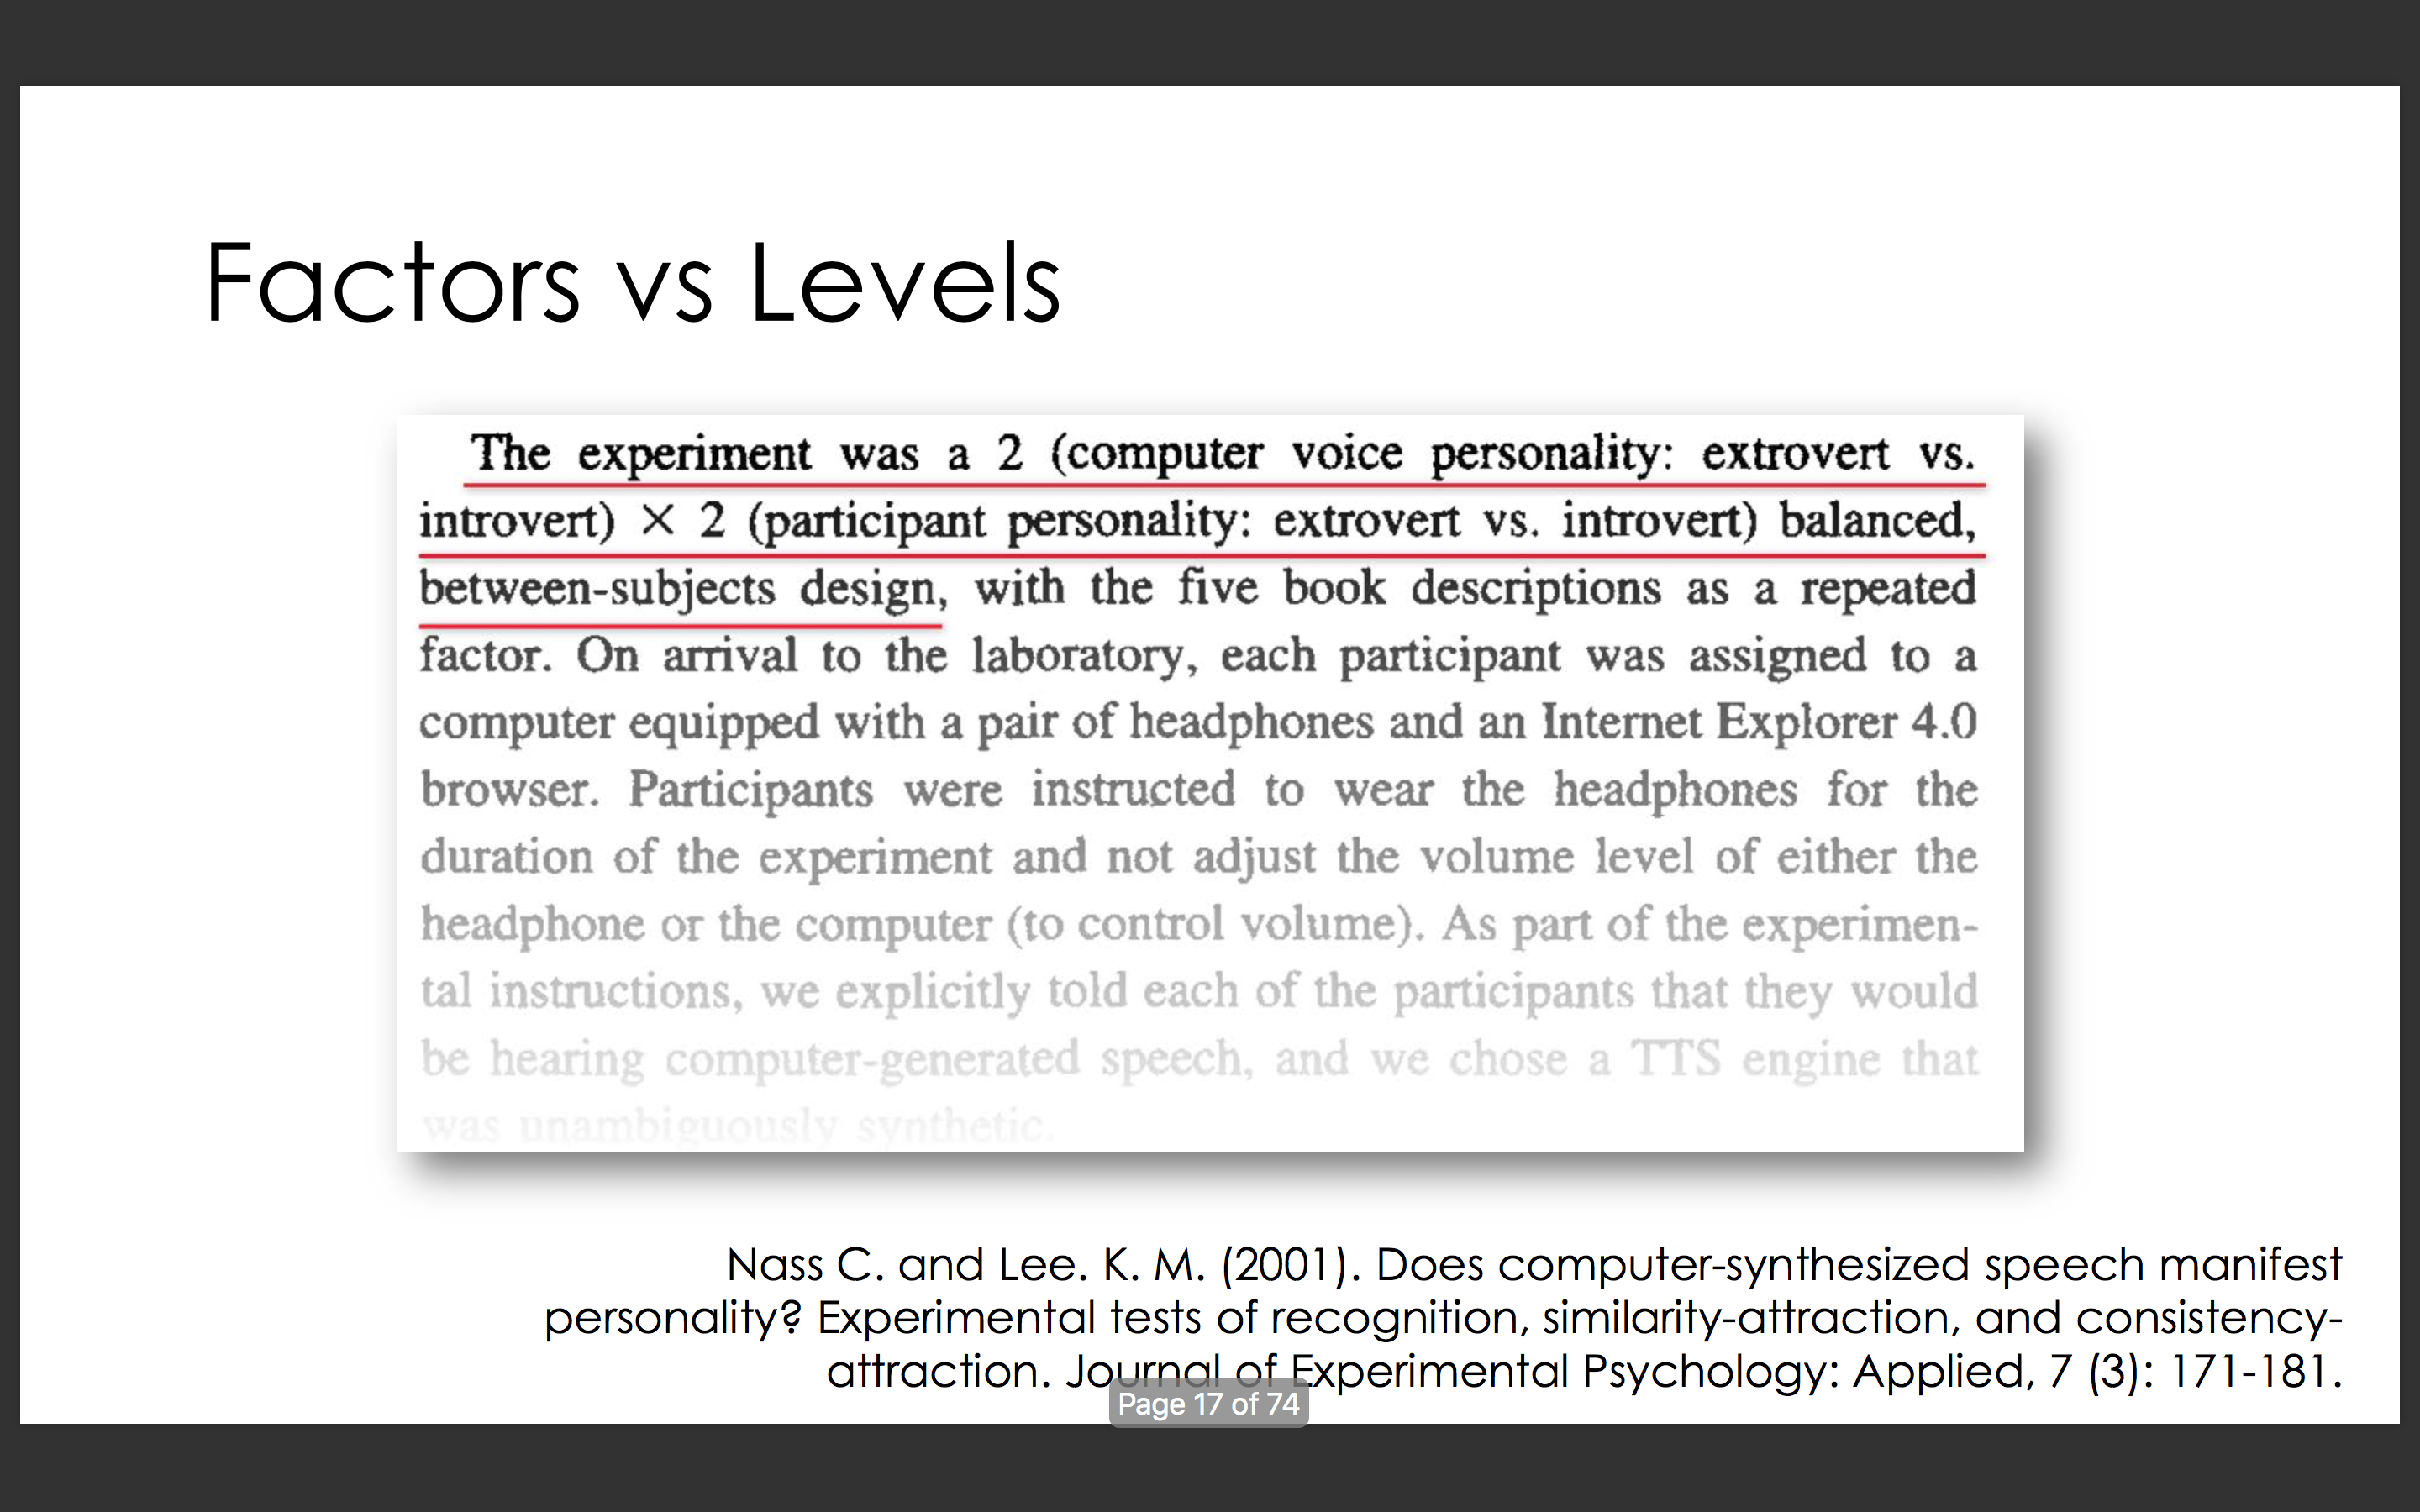 Factors vs Levels
The experiment was a 2 (computer voice personality: extrovert vs.
introvert) × 2 (participant personality: extrovert vs. introvert) balanced,
between-subjects design, with the five book descriptions as a repeated
factor. On arrival to the laboratory, each participant was assigned to a
computer equipped with a pair of headphones and an Internet Explorer 4.0
browser. Participants were instructed to wear the headphones for the
duration of the experiment and not adjust the volume level of either the
headphone or the computer (to control volume). As part of the experimen-
tal instructions, we explicitly told each of the participants that they would
be hearing computer-generated speech, and we chose a TTS engine that
was unambiguously synthetic.
Nass C. and Lee. K. M. (2001). Does computer-synthesized speech manifest
personality? Experimental tests of recognition, similarity-attraction, and consistency-
attraction. Journal of Experimental Psychology: Applied, 7 (3): 171-181.
Page 17 of 74